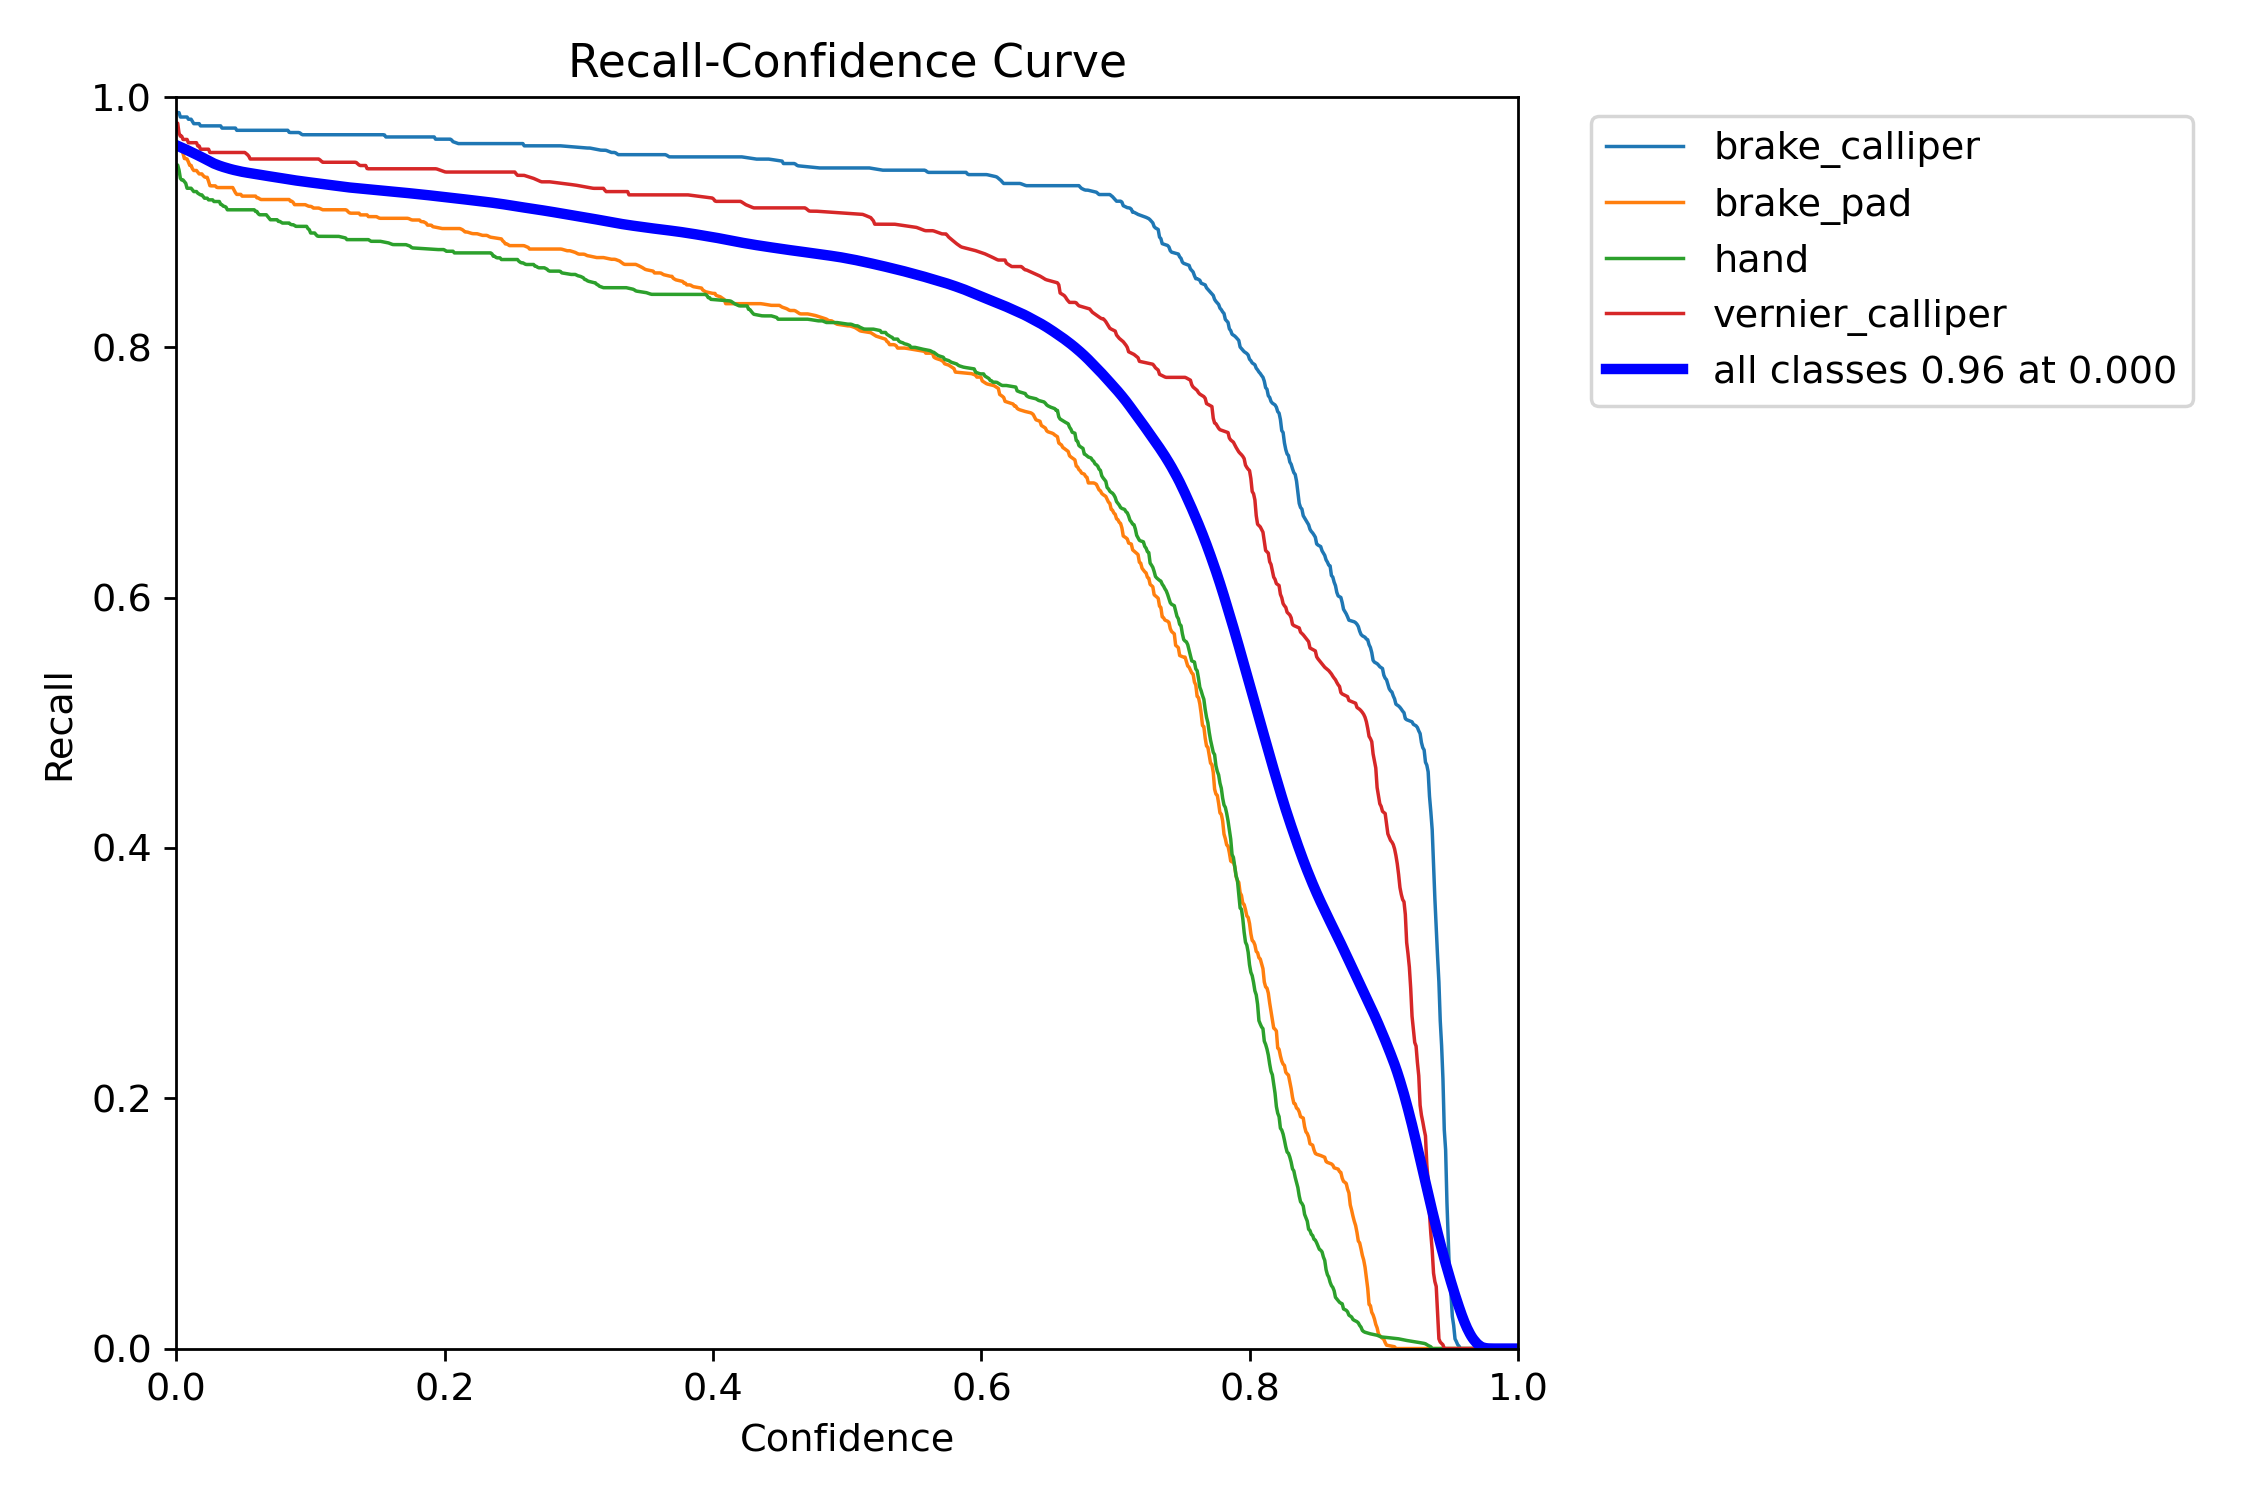 Recall-Confidence Curve
1.0
0.8
0.6
0.4
0.2
0.0
Recall
0.0 0.2 0.4 0.6 0.8 1.0
Confidence
brake_calliper
brake_pad
hand
vernier_calliper
all classes 0.96 at 0.000